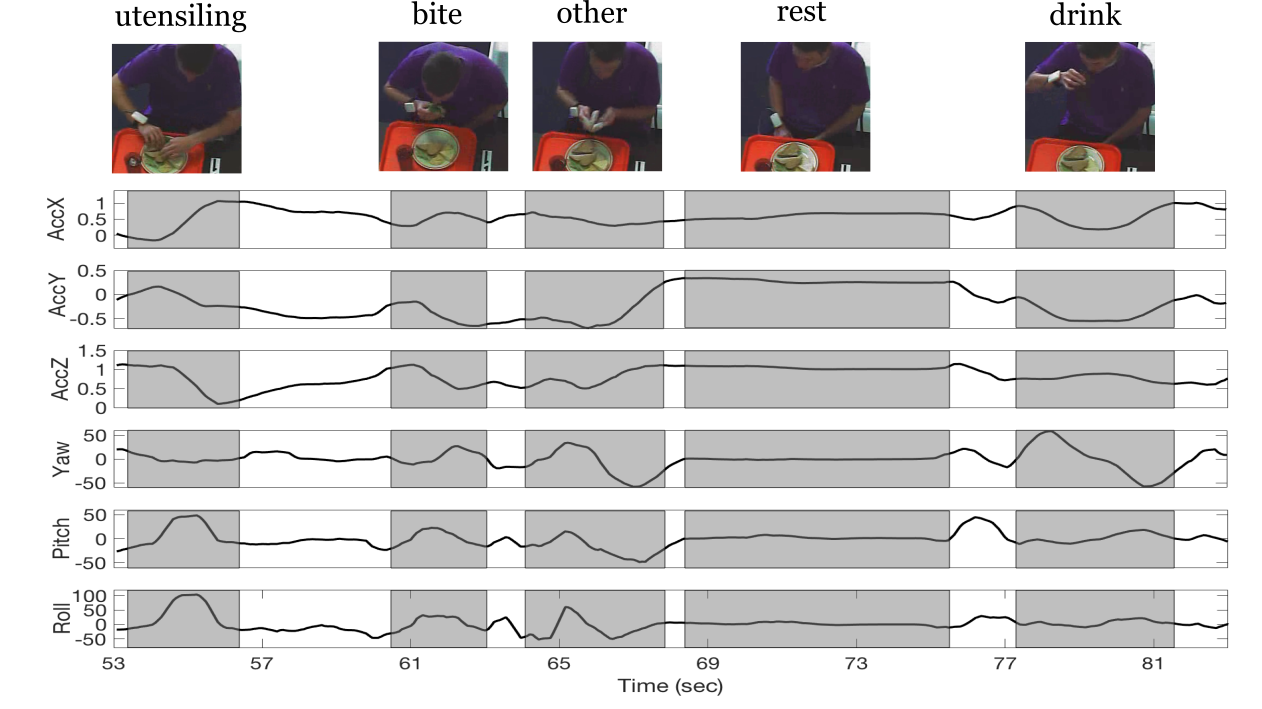 utensiling bite other rest drink
AccX
1
0.5
0
AccY
0.5
0
-0.5
AccZ
1.5
1
0.5
0
Yaw
50
0
-50
Pitch
50
0
-50
Roll
100
50
0
-50
53 57 61 65 69 73 77 81
Time (sec)